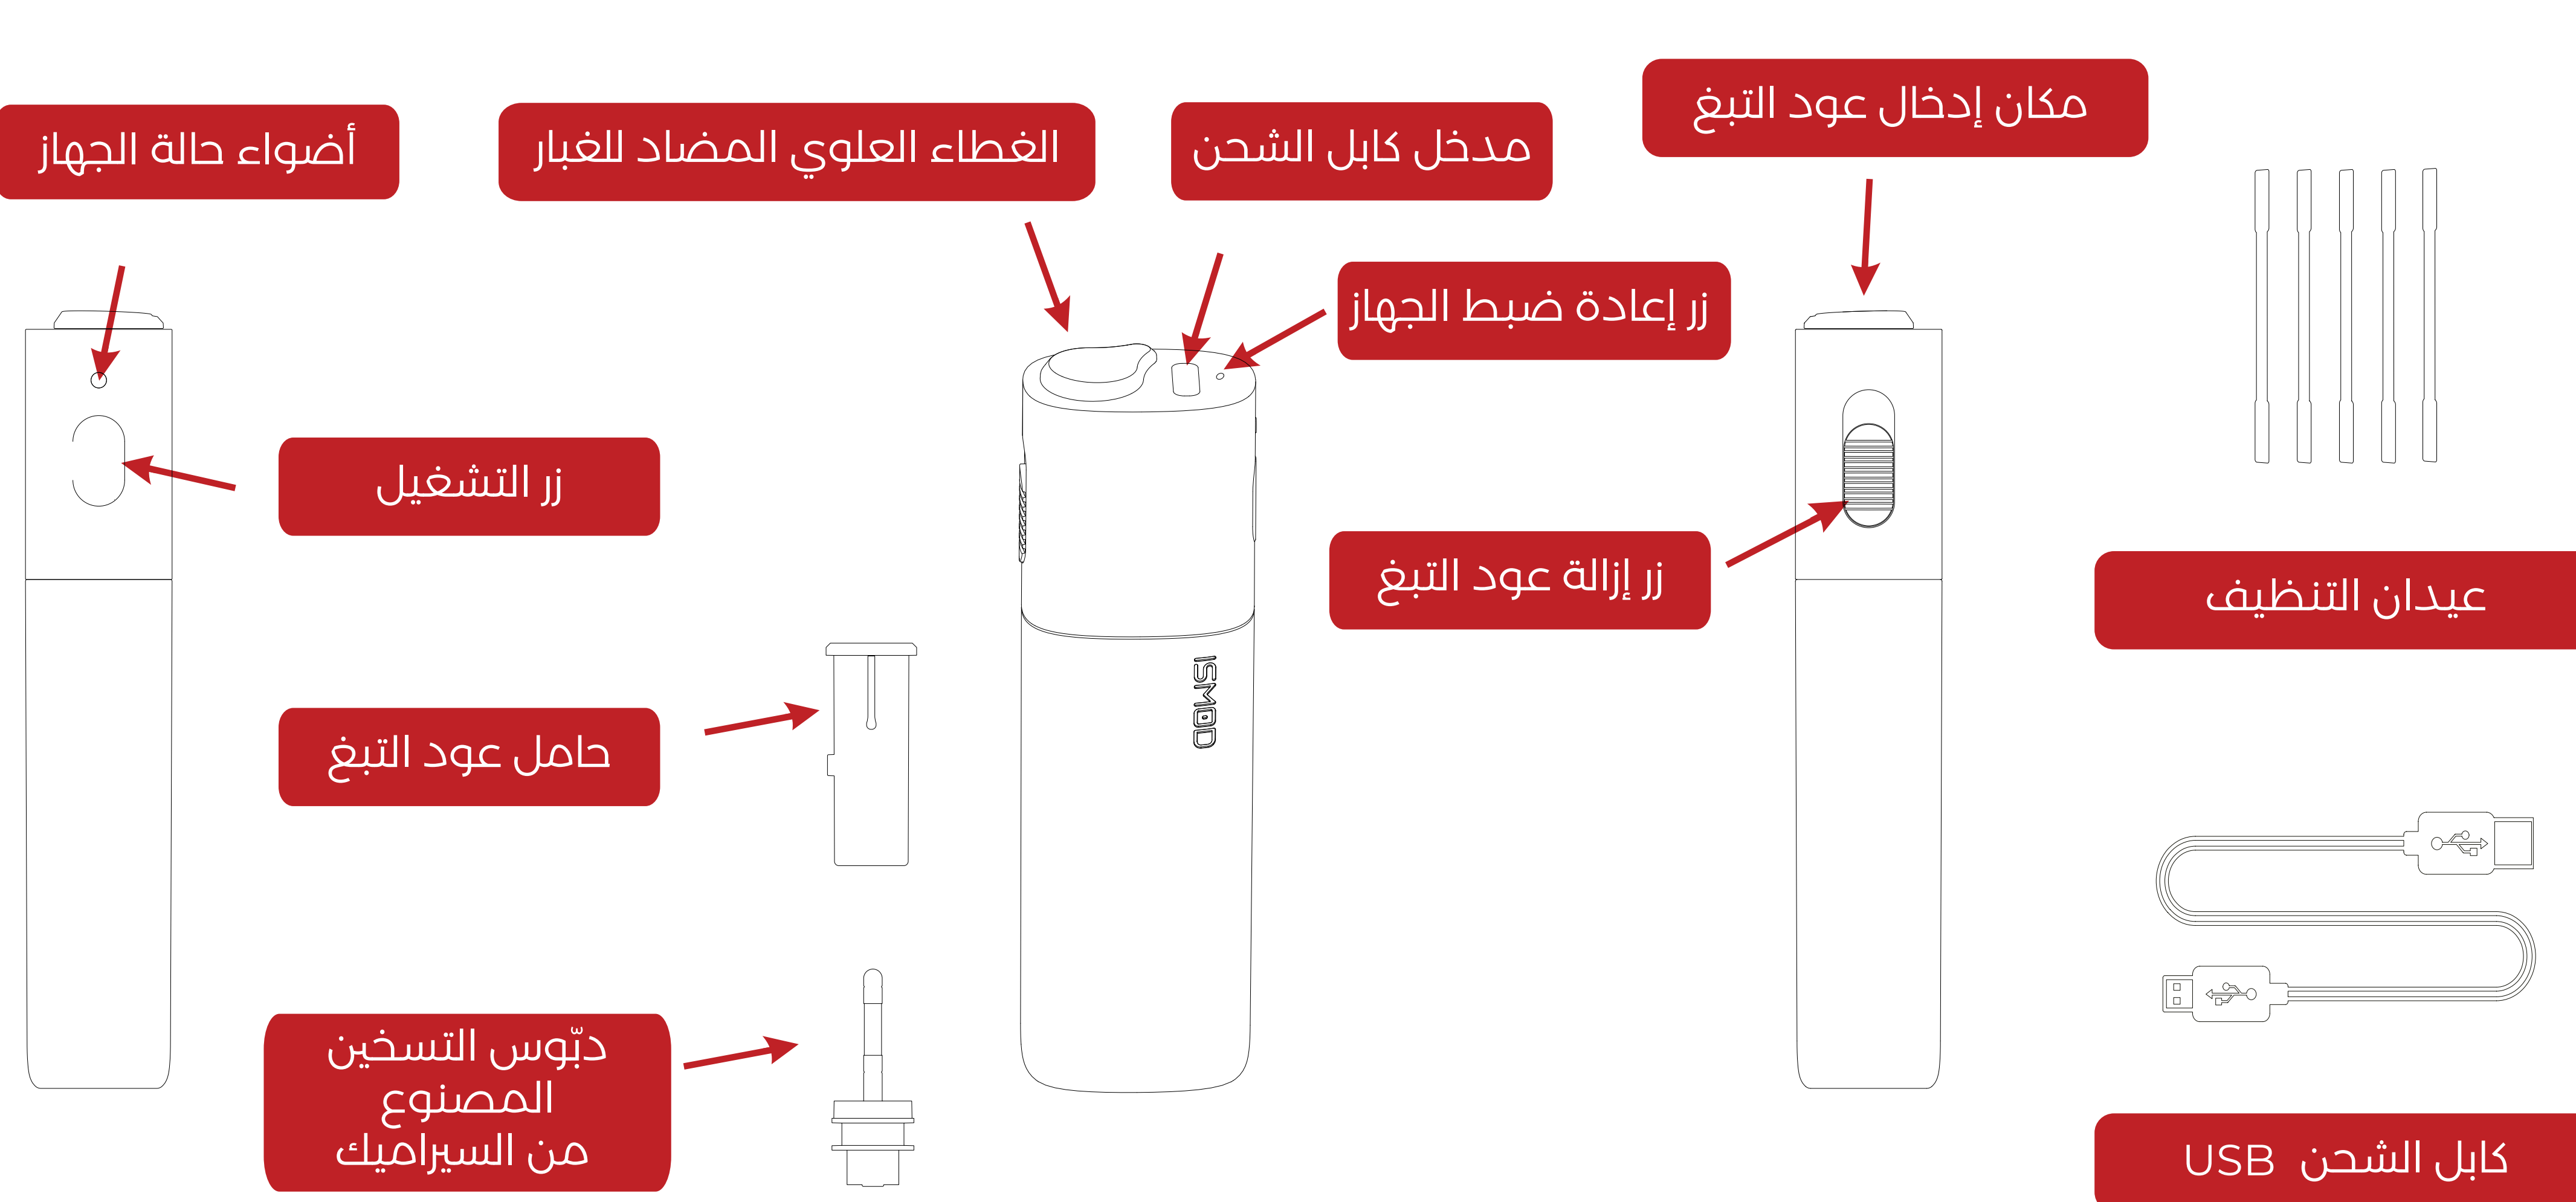 مكان إدخال عود التبغ
مدخل كابل الشحن
الغطاء العلوي المضاد للغبار
أضواء حالة الجهاز
زر إعادة ضبط الجهاز
زر التشغيل
زر إزالة عود التبغ
عيدان التنظيف
ISMOD
حامل عود التبغ
دبّوس التسخين
المصنوع
من السيراميك
كابل الشحن USB